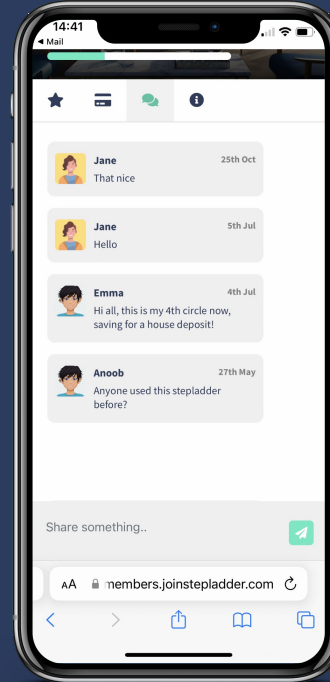 14:41
◀ Mail
Jane 25th Oct
That nice
Jane 5th Jul
Hello
Emma 4th Jul
Hi all, this is my 4th circle now,
saving for a house deposit!
Anoob 27th May
Anyone used this stepladder
before?
Share something..
AA members.joinstepladder.com